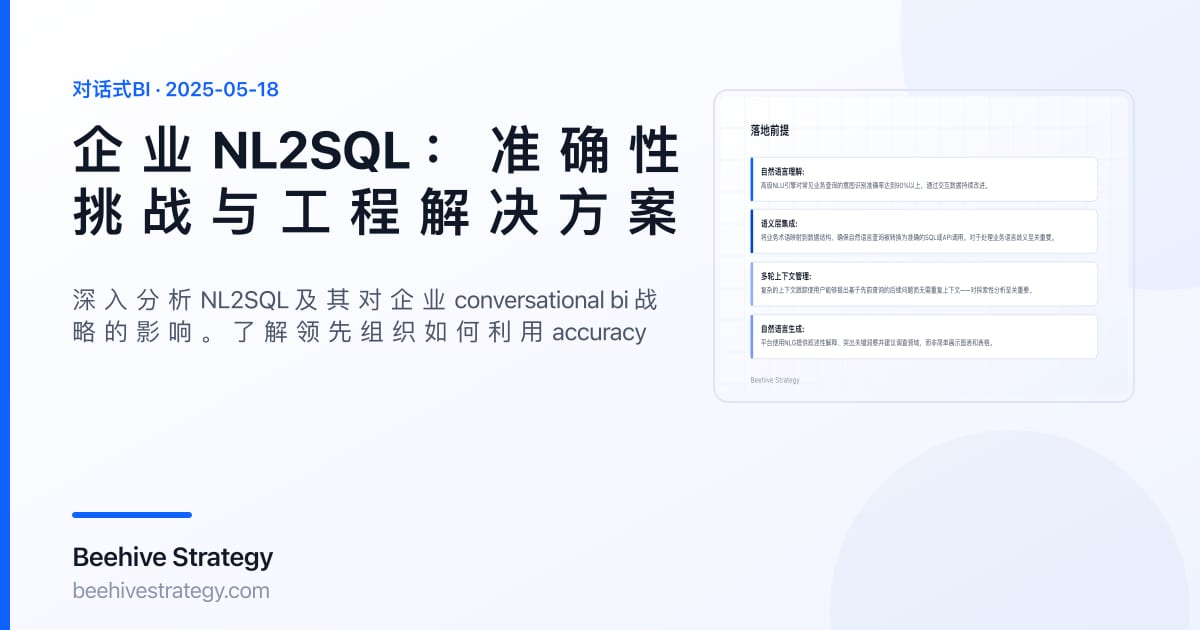 对话式BI · 2025-05-18
企业NL2SQL：准确性
挑战与工程解决方案
深入分析 NL2SQL 及其对企业 conversational bi 战
略的影响。了解领先组织如何利用 accuracy
落地前提
自然语言理解:
高级NLU引擎对常见业务查询的意图识别准确率达到90%以上，通过交互数据持续改进。
语义层集成:
将业务术语映射到数据结构，确保自然语言查询被转换为准确的SQL或API调用。对于处理业务语言歧义至关重要。
多轮上下文管理:
复杂的上下文跟踪使用户能够提出基于先前查询的后续问题而无需重复上下文——对探索性分析至关重要。
自然语言生成:
平台使用NLG提供叙述性解释，突出关键洞察并建议调查领域，而非简单展示图表和表格。
Beehive Strategy
Beehive Strategy
beehivestrategy.com